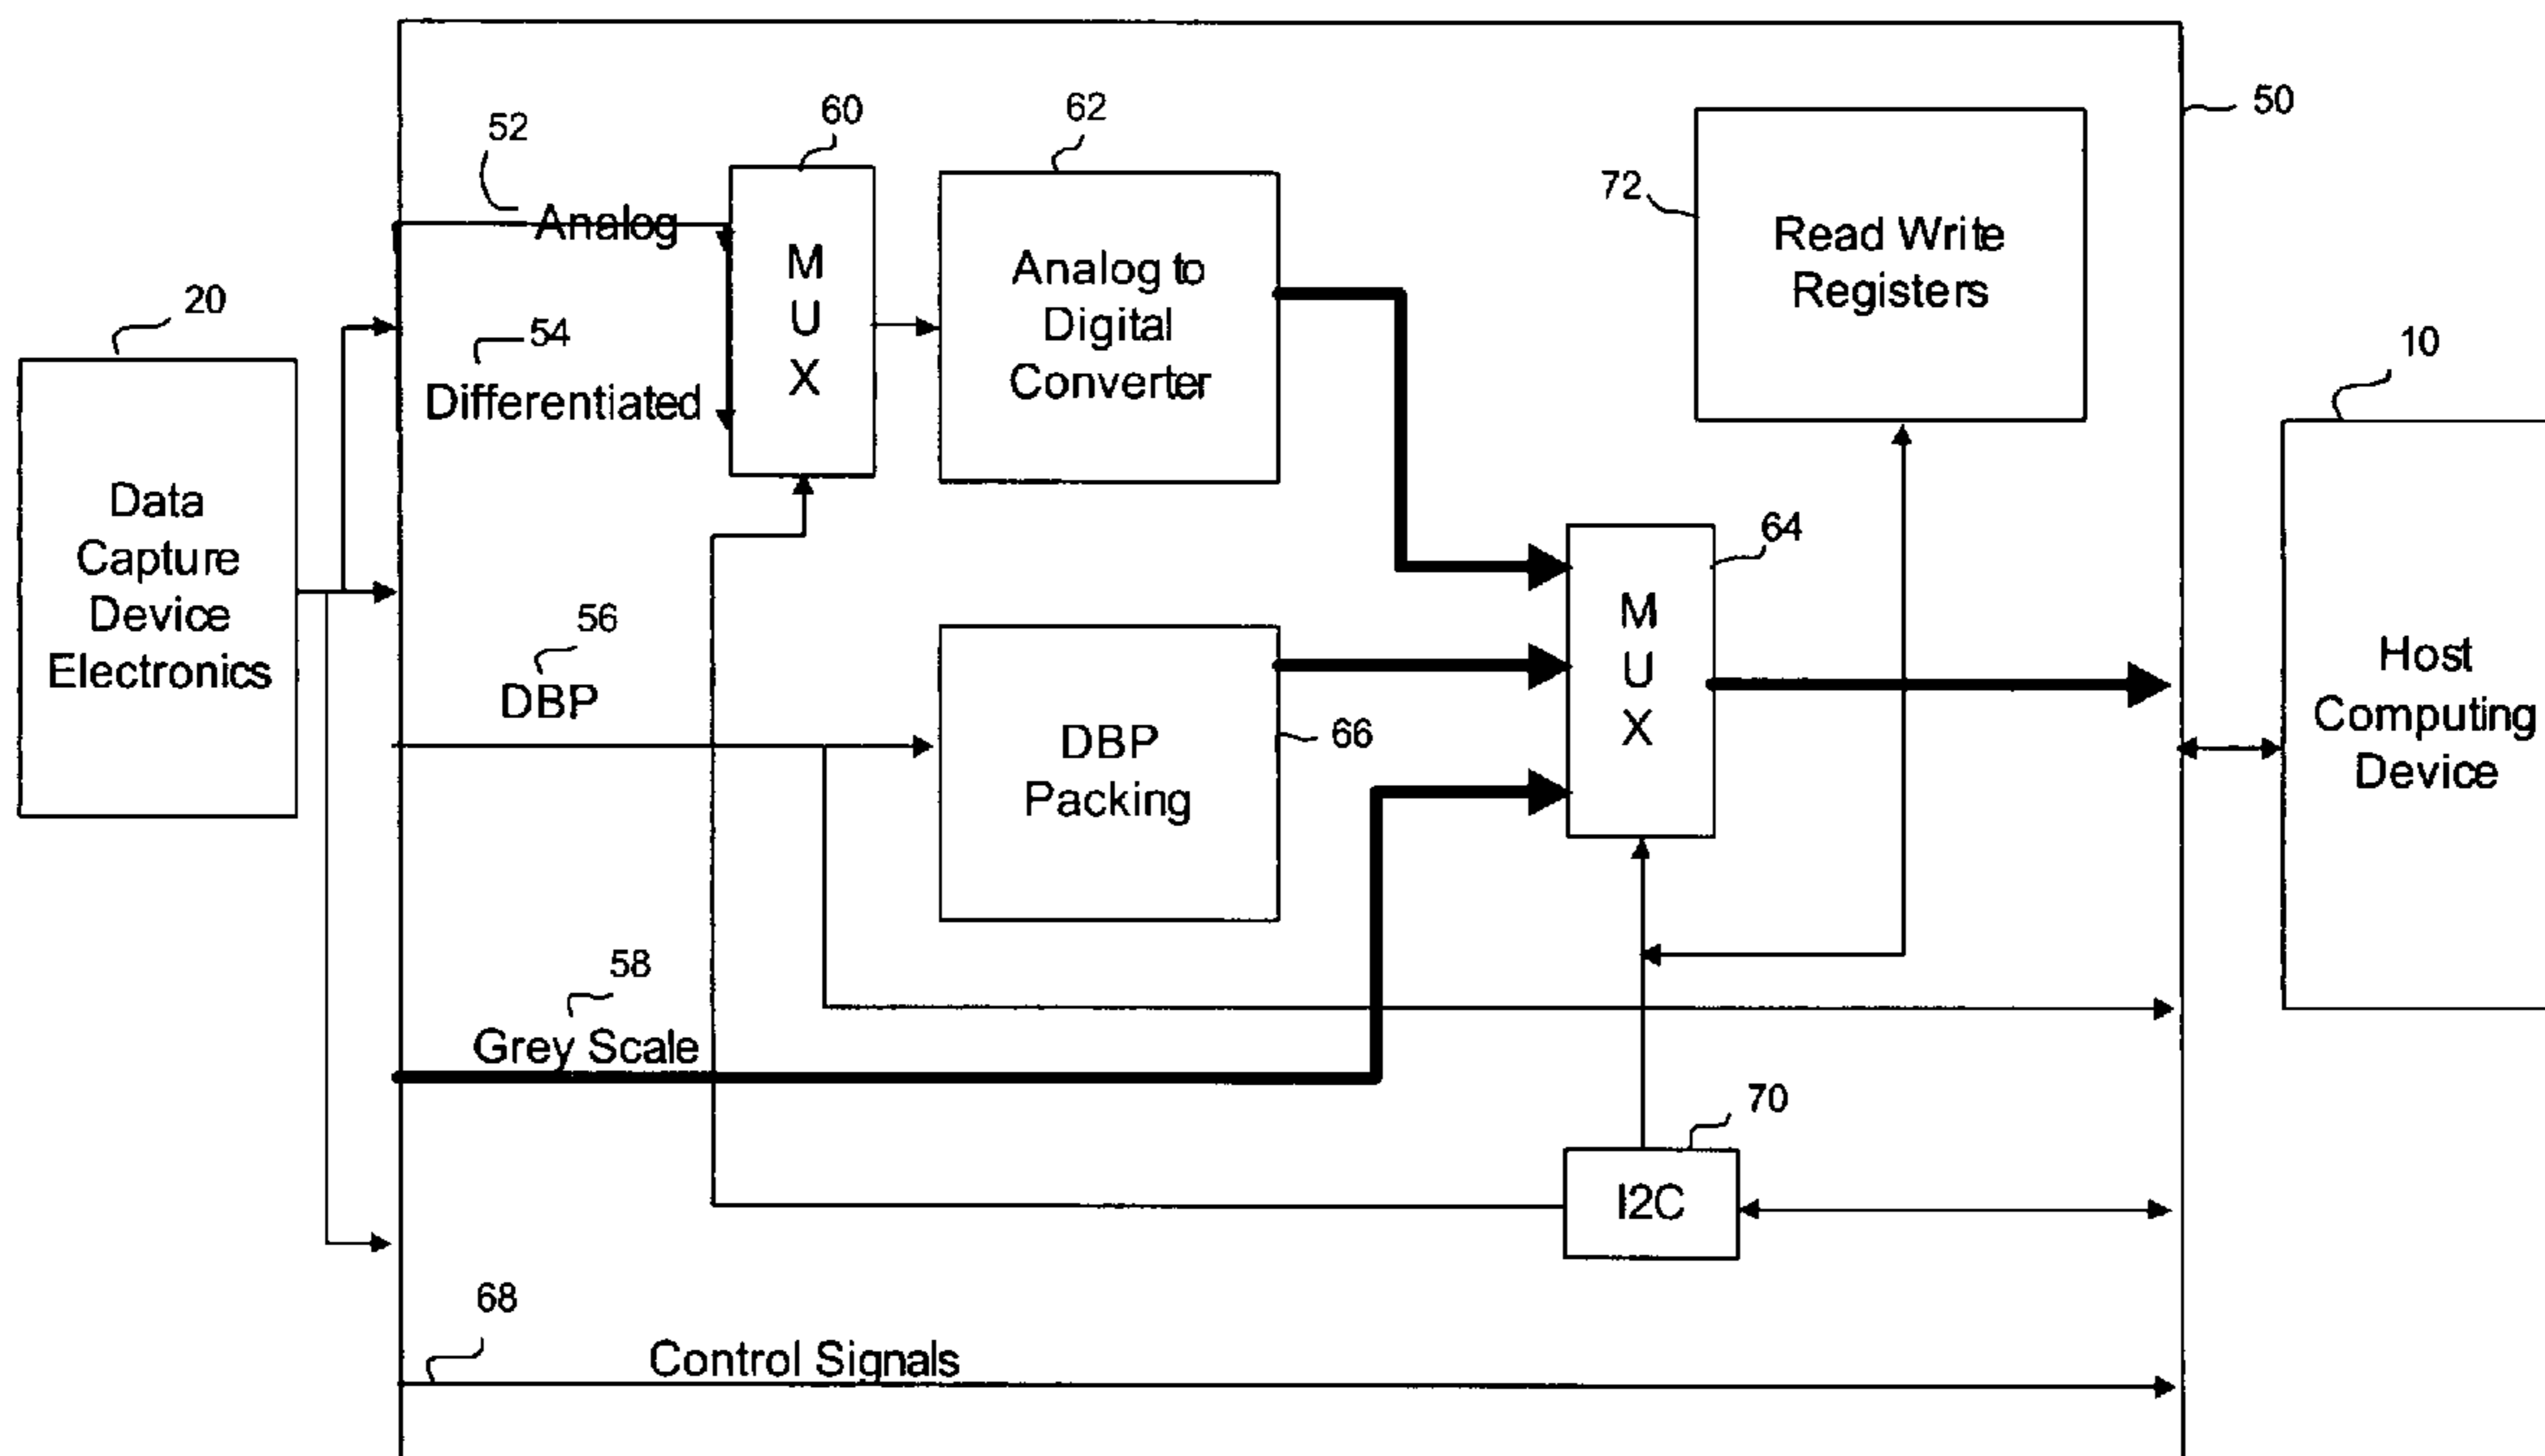 50
60
62
52
72
Analog
M
U
X
Analog to
Digital
Converter
Read Write
Registers
20
54
Differentiated
10
Data
Capture
Device
Electronics
64
M
U
X
56
DBP
DBP
Packing
66
Host
Computing
Device
58
Grey Scale
70
I2C
68
Control Signals